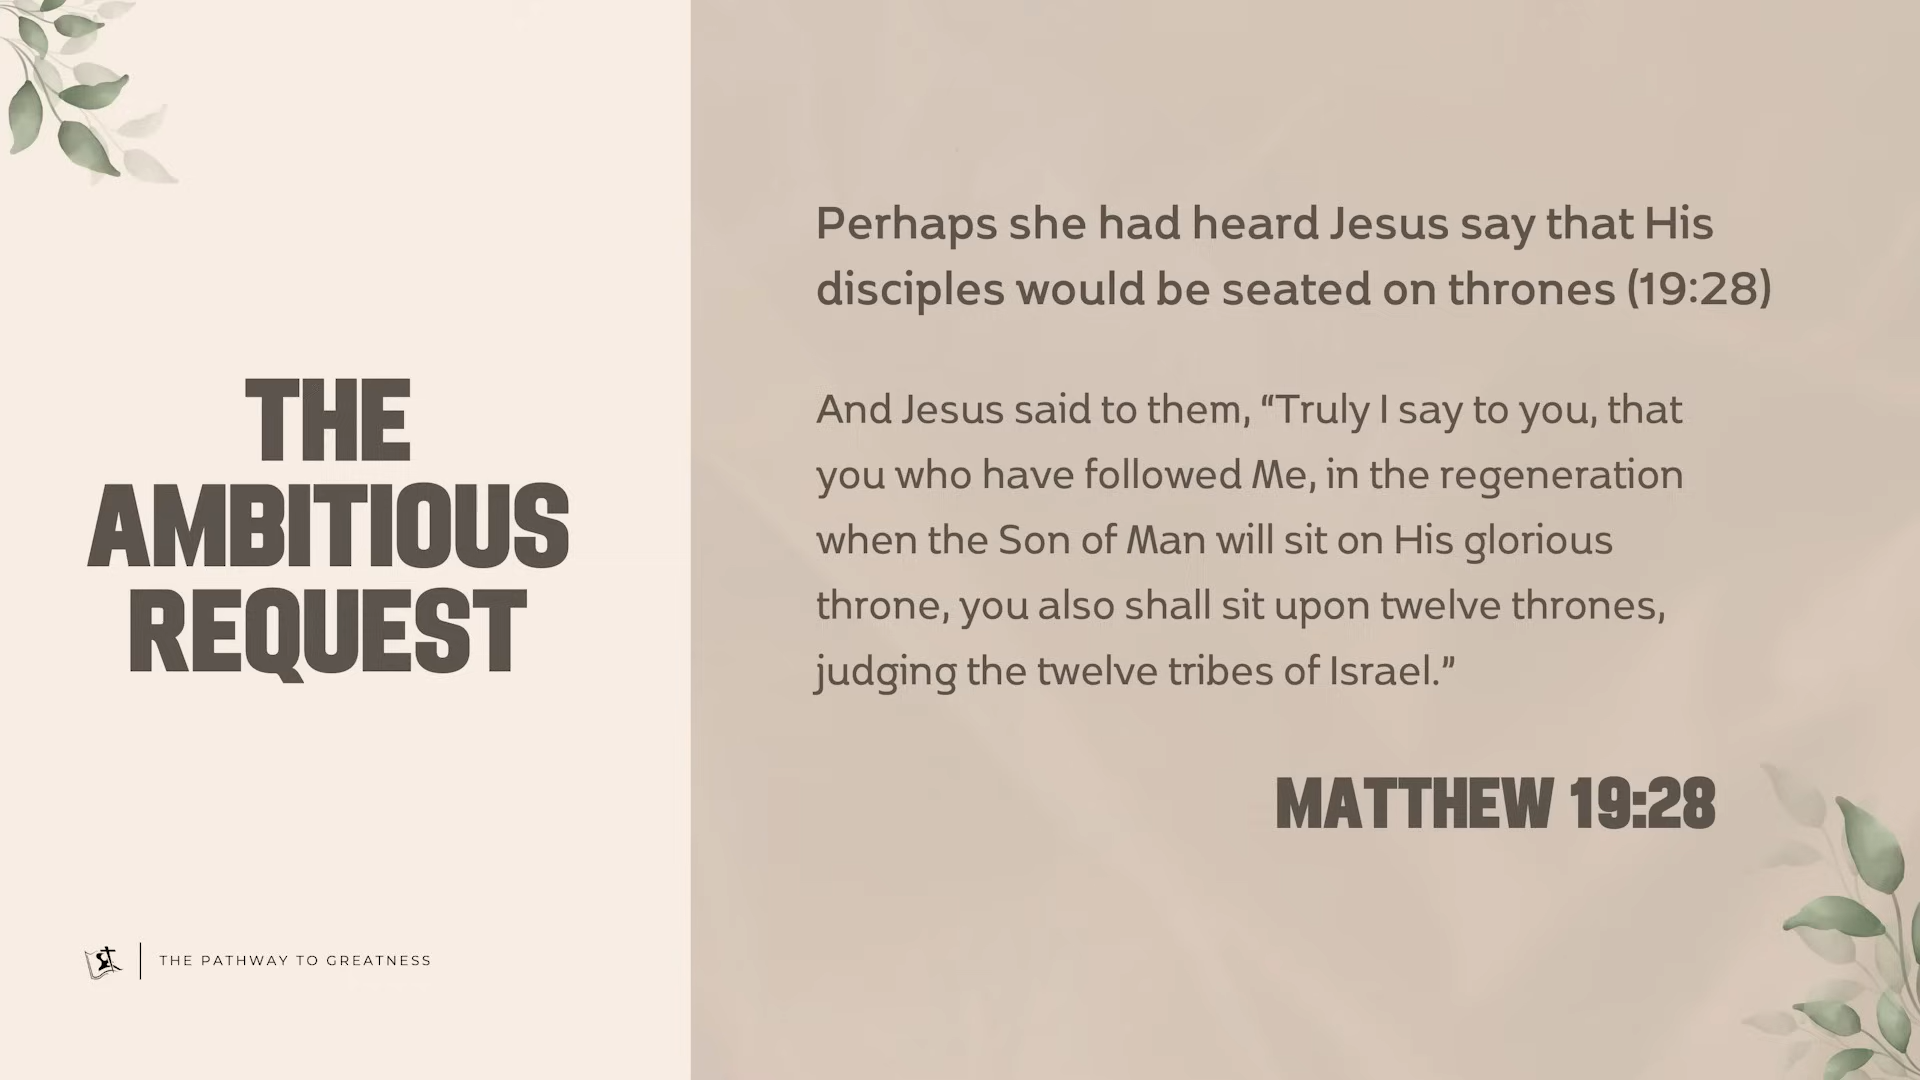 THE
AMBITIOUS
REQUEST
THE PATHWAY TO GREATNESS
Perhaps she had heard Jesus say that His
disciples would be seated on thrones (19:28)
And Jesus said to them, “Truly I say to you, that
you who have followed Me, in the regeneration
when the Son of Man will sit on His glorious
throne, you also shall sit upon twelve thrones,
judging the twelve tribes of Israel.”
MATTHEW 19:28